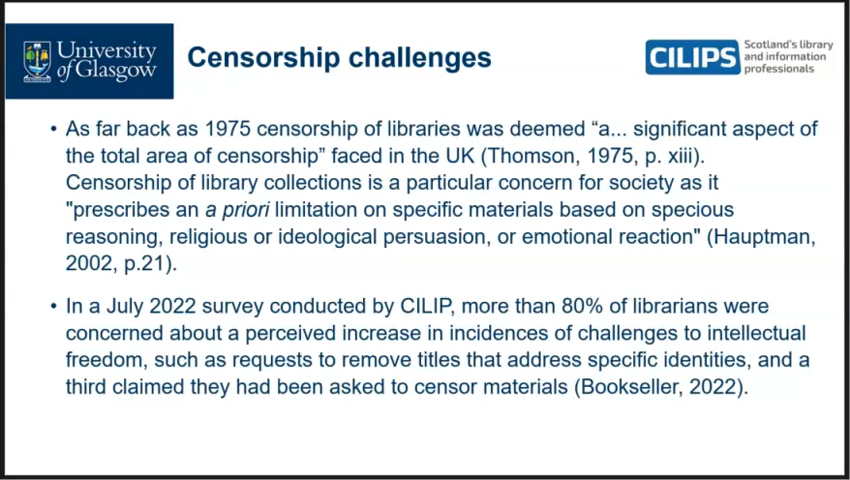 University
of Glasgow
Censorship challenges
CILIPS
Scotland's library
and information
professionals
• As far back as 1975 censorship of libraries was deemed “a... significant aspect of
the total area of censorship” faced in the UK (Thomson, 1975, p. xiii).
Censorship of library collections is a particular concern for society as it
"prescribes an a priori limitation on specific materials based on specious
reasoning, religious or ideological persuasion, or emotional reaction" (Hauptman,
2002, p.21).
• In a July 2022 survey conducted by CILIP, more than 80% of librarians were
concerned about a perceived increase in incidences of challenges to intellectual
freedom, such as requests to remove titles that address specific identities, and a
third claimed they had been asked to censor materials (Bookseller, 2022).